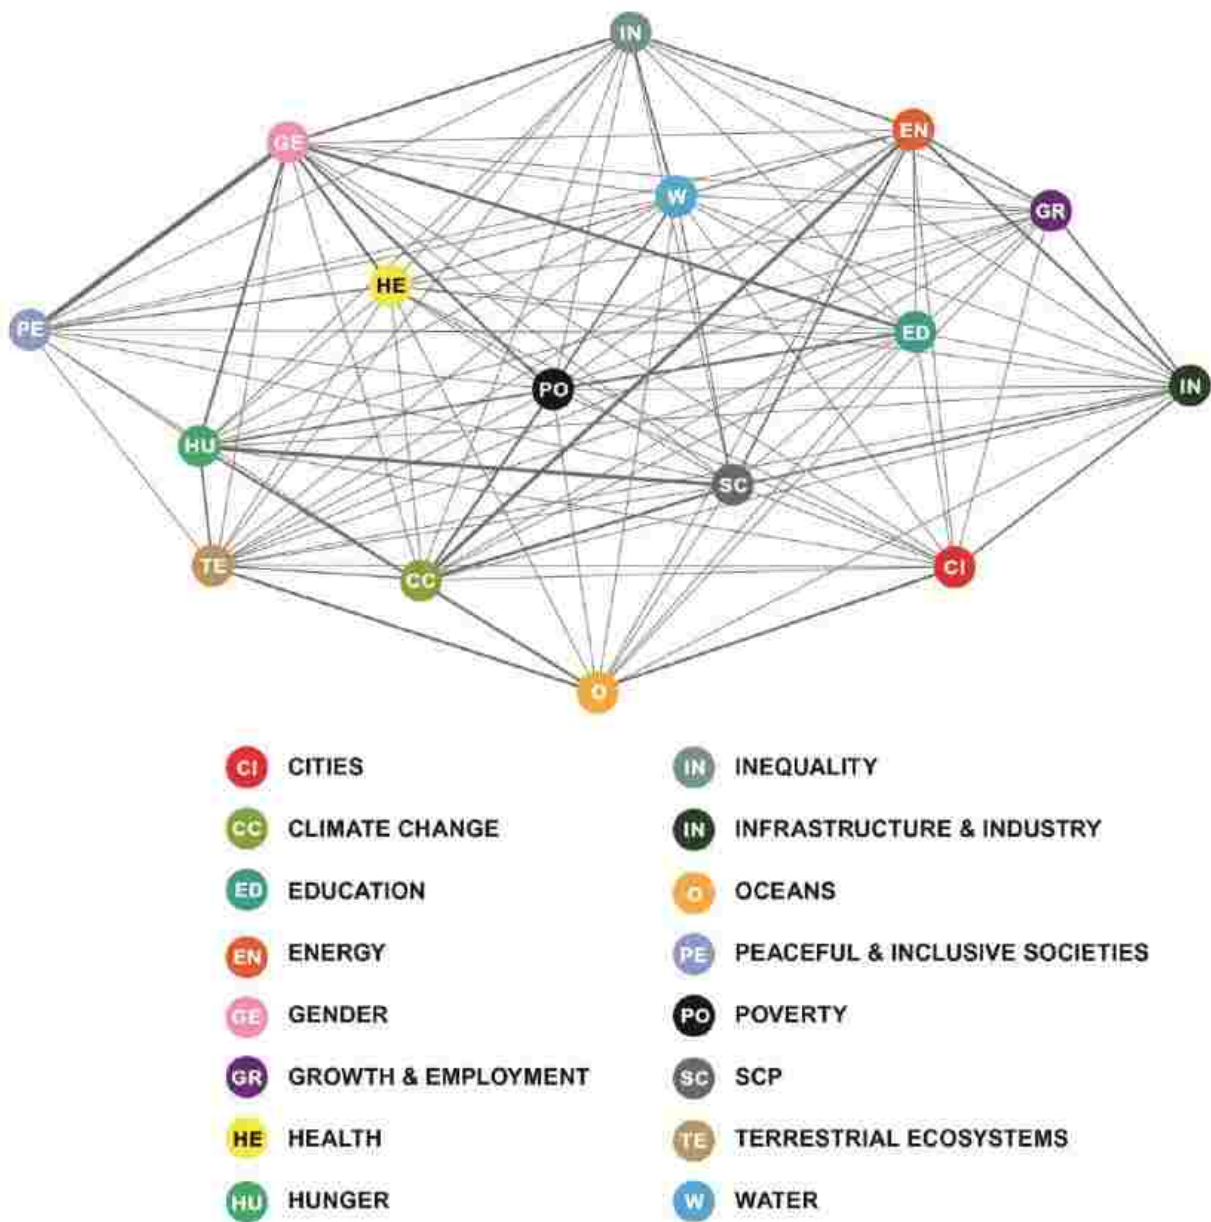 IN
GE
EN
W
GR
HE
PE
ED
PO
IN
HU
SC
TE
CC
CI
O
CI CITIES
CC CLIMATE CHANGE
ED EDUCATION
EN ENERGY
GE GENDER
GR GROWTH & EMPLOYMENT
HE HEALTH
HU HUNGER
IN INEQUALITY
IN INFRASTRUCTURE & INDUSTRY
O OCEANS
PE PEACEFUL & INCLUSIVE SOCIETIES
PO POVERTY
SC SCP
TE TERRESTRIAL ECOSYSTEMS
W WATER